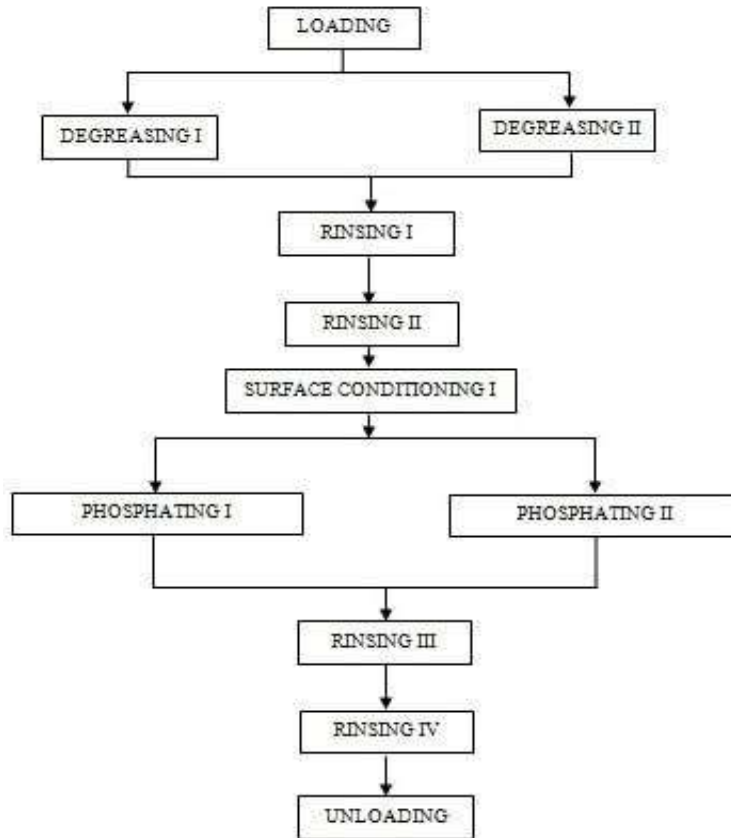 LOADING
DEGREASING I
DEGREASING II
RINSING I
RINSING II
SURFACE CONDITIONING I
PHOSPHATING I
PHOSPHATING II
RINSING III
RINSING IV
UNLOADING